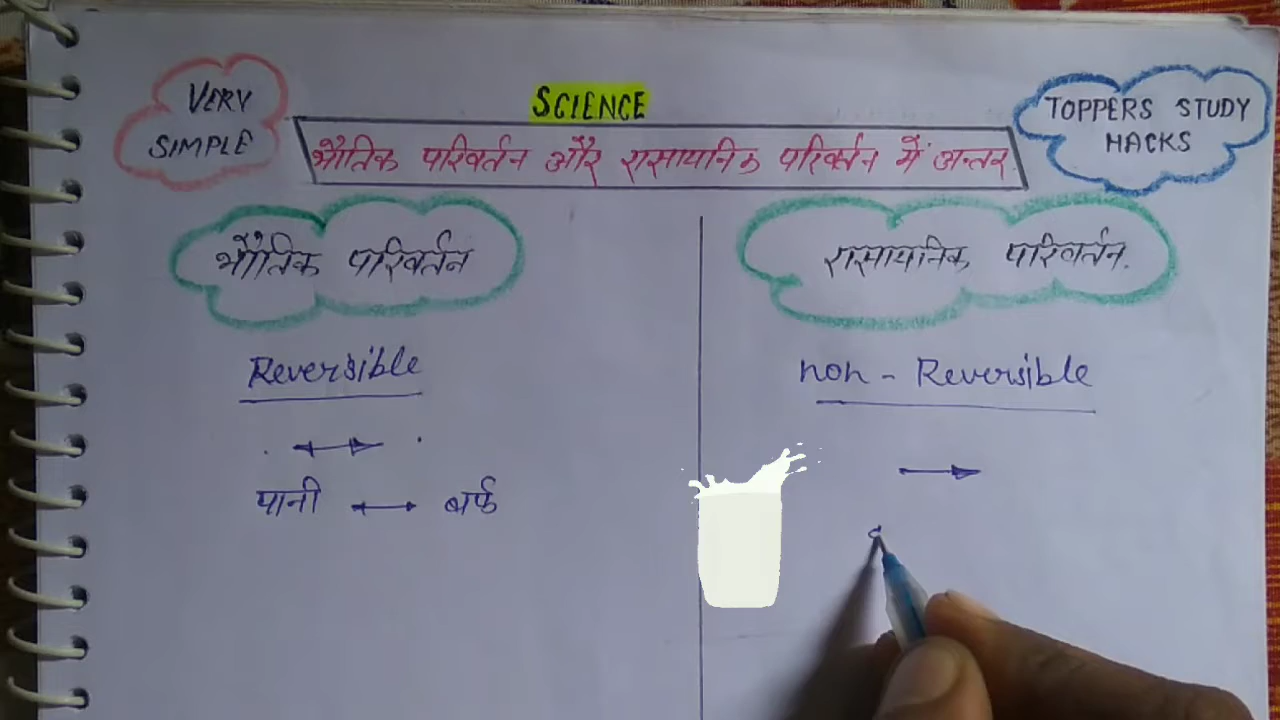 VERY
SIMPLE
SCIENCE
TOPPERS STUDY
HACKS
भौतिक परिवर्तन और रासायनिक परिवर्तन में अन्तर.
भौतिक परिवर्तन
रासायनिक परिवर्तन.
Reversible
non - Reversible
पानी ↔ बर्फ